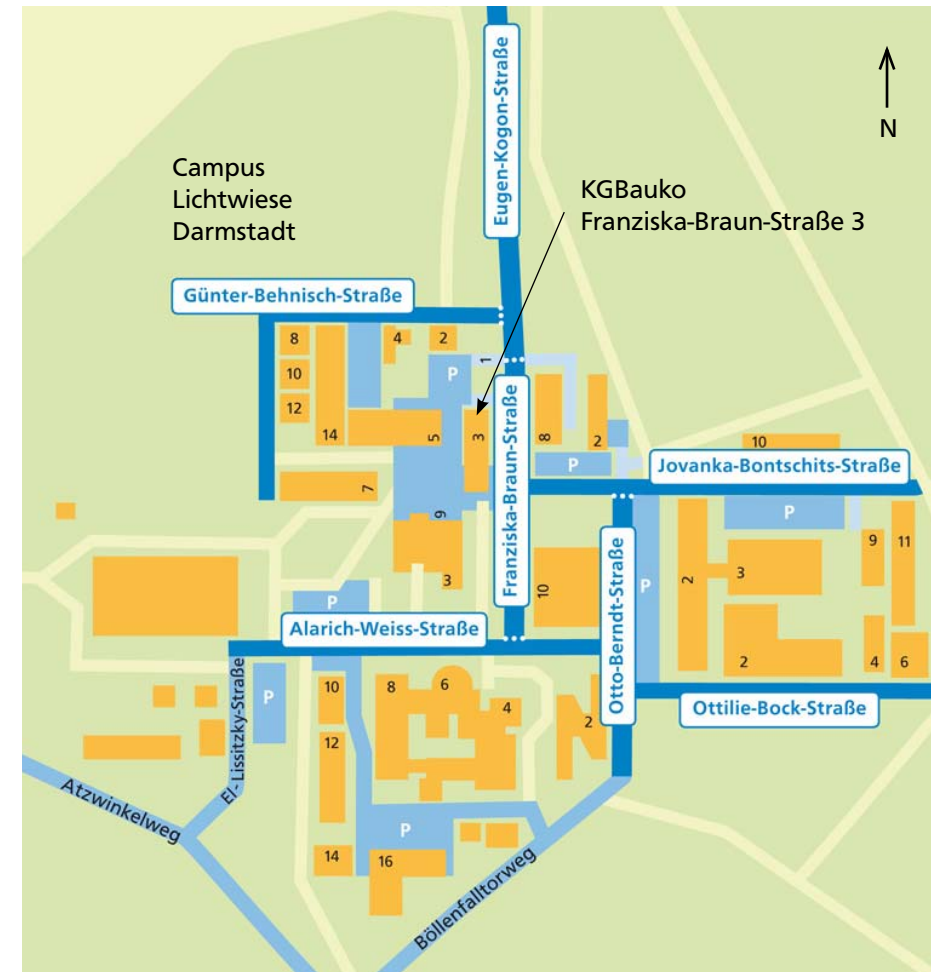 Eugen-Kogon-Straße
N
Campus
Lichtwiese
Darmstadt
KGBauko
Franziska-Braun-Straße 3
Günter-Behnisch-Straße
8
4
2
1
10
P
12
14
5
3
Franziska-Braun-Straße
8
2
10
P
Jovanka-Bontschits-Straße
7
9
P
3
10
Otto-Berndt-Straße
P
2
3
9
11
P
Alarich-Weiss-Straße
2
4
6
P
El-Lissitzky-Straße
10
8
6
4
2
Ottilie-Bock-Straße
12
Atzwinkelweg
P
14
16
Böllenfalltorweg